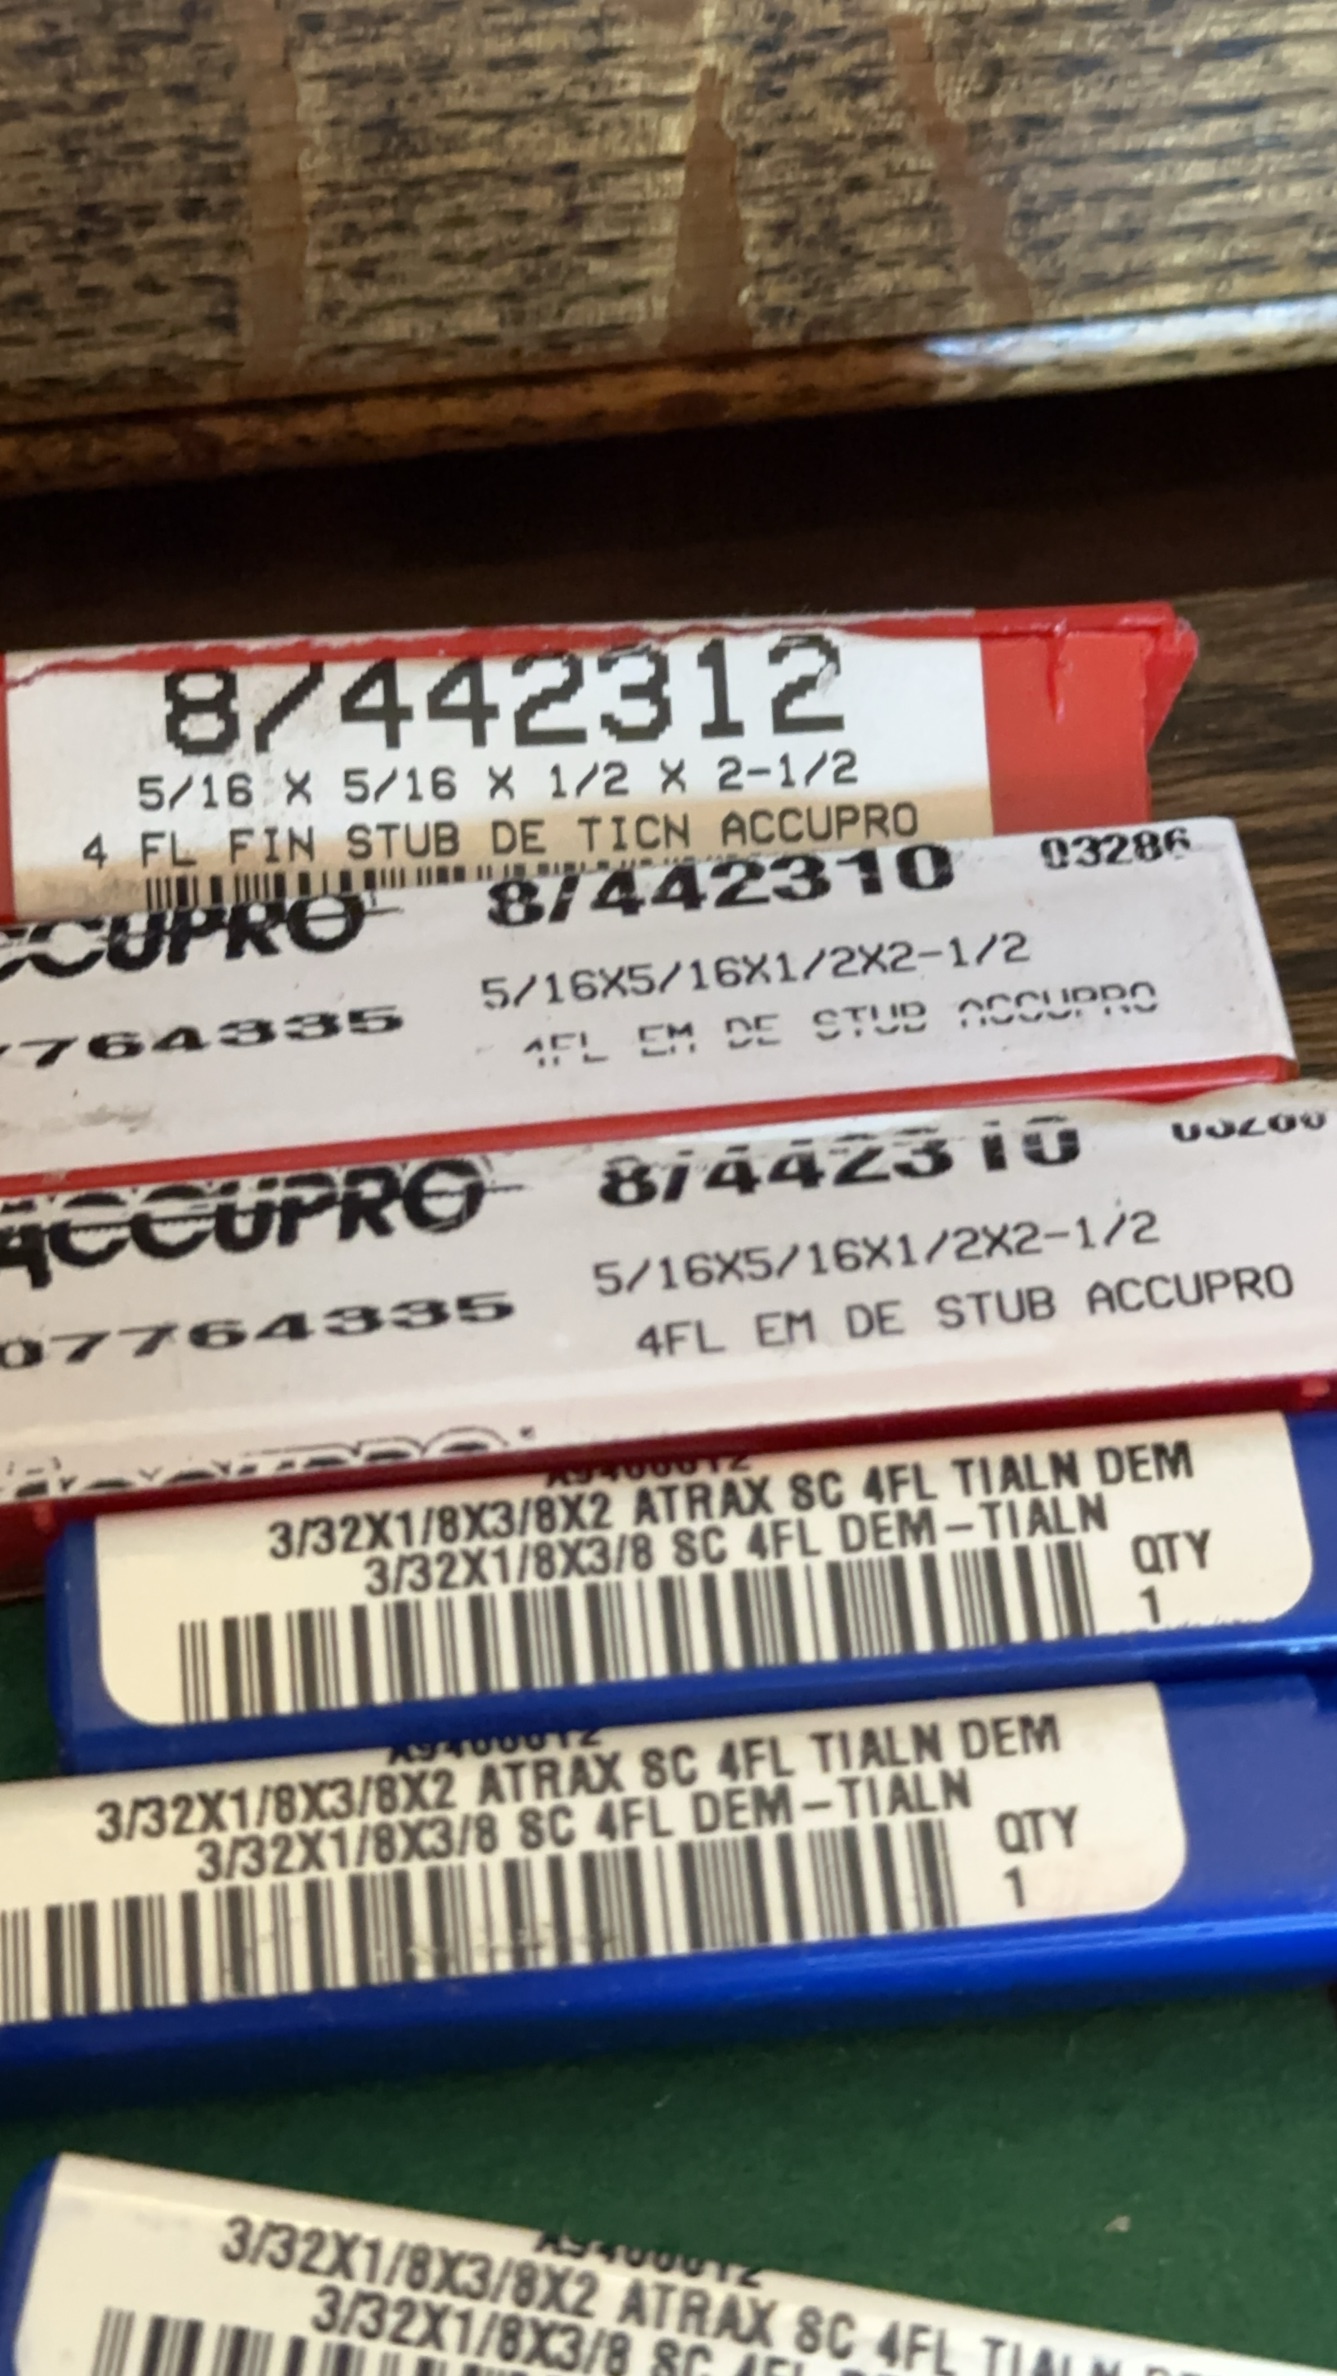 8/442312
5/16 X 5/16 X 1/2 X 2-1/2
4 FL FIN STUB DE TICN ACCUPRO
8/442310 03286
5/16X5/16X1/2X2-1/2
7764335
4FL EM DE STUB ACCUPRO
ACCUPRO 8/442310
5/16X5/16X1/2X2-1/2
07764335
4FL EM DE STUB ACCUPRO
3/32X1/8X3/8X2 ATRAX SC 4FL TIALN DEM
3/32X1/8X3/8 SC 4FL DEM-TIALN
QTY
1
3/32X1/8X3/8X2 ATRAX SC 4FL TIALN DEM
3/32X1/8X3/8 SC 4FL DEM-TIALN
QTY
1
3/32X1/8X3/8X2 ATRAX SC 4FL TIALN
3/32X1/8X3/8 SC 4FL